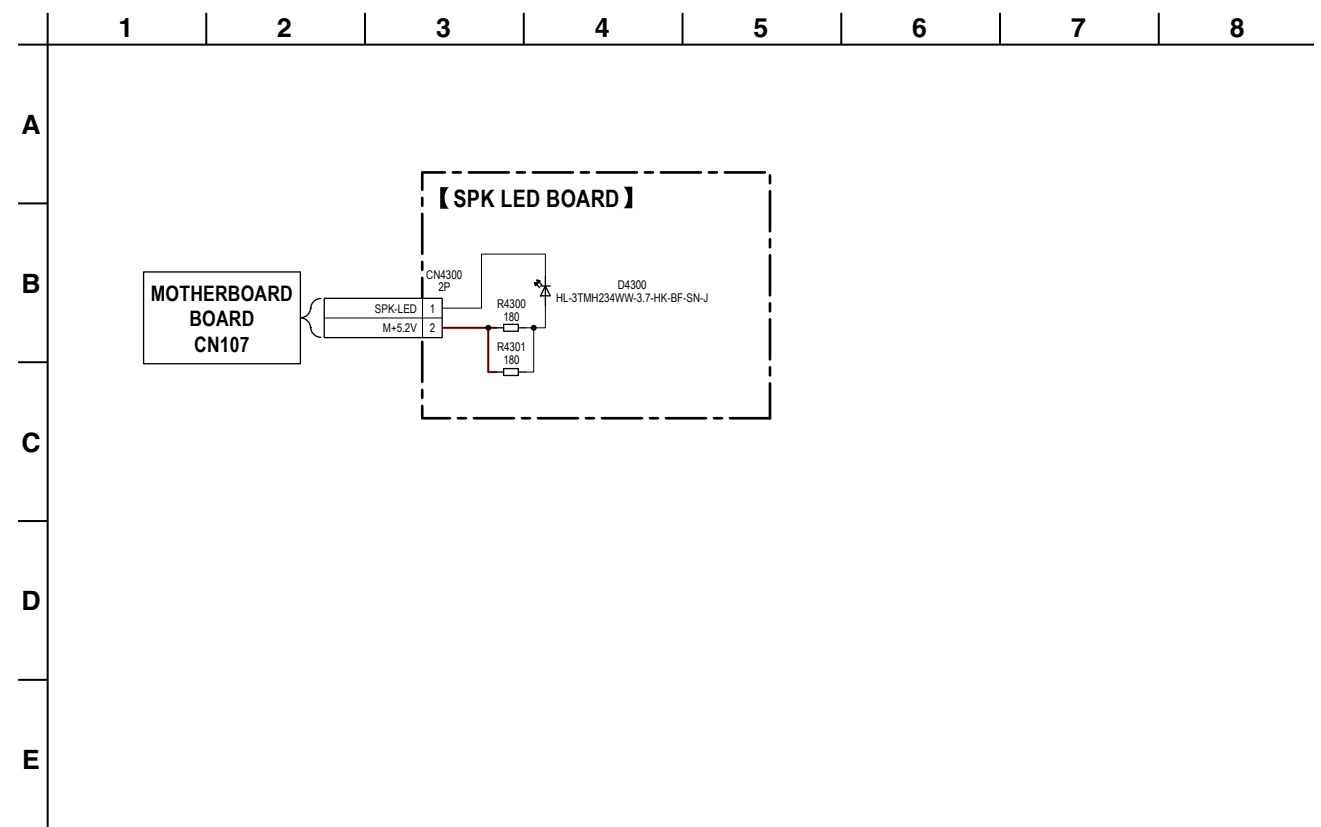 1 2 3 4 5 6 7 8
A
【SPK LED BOARD】
B
CN4300
2P
D4300
HL-3TMH234WW-3.7-HK-BF-SN-J
MOTHERBOARD
BOARD
CN107
SPK-LED 1
M+5.2V 2
R4300
180
R4301
180
C
D
E